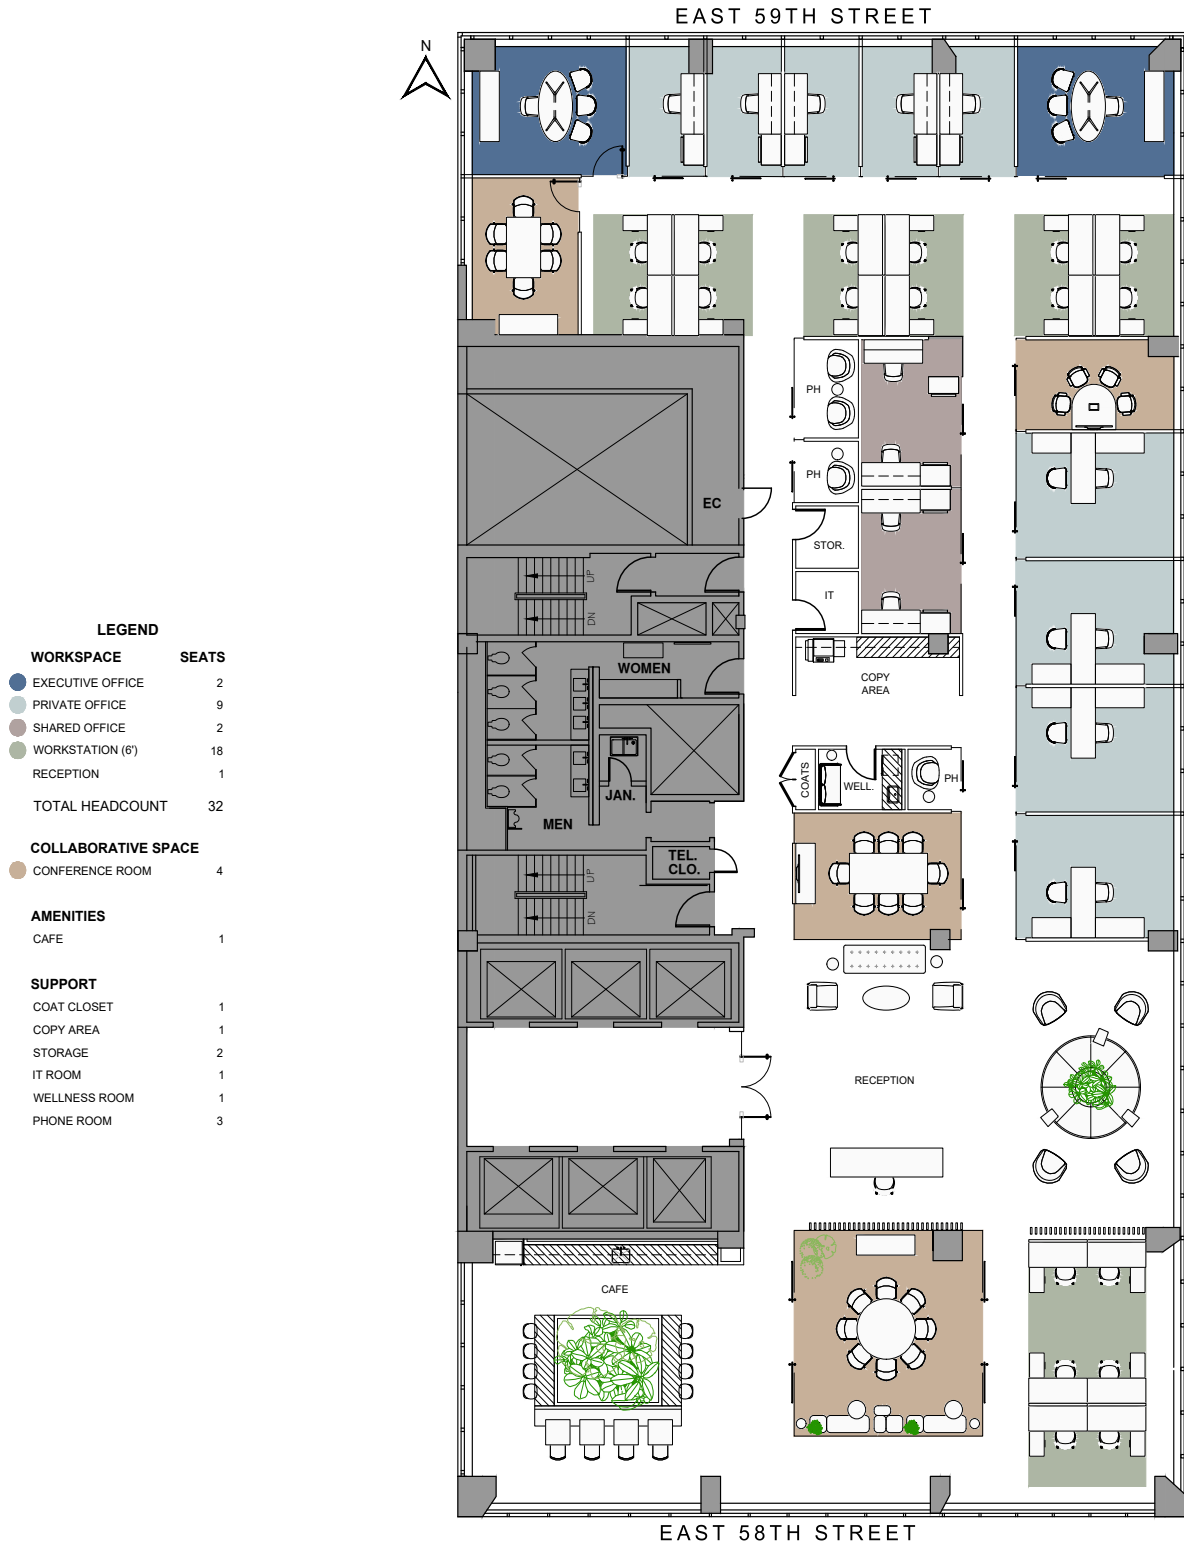 EAST 59TH STREET
N
PH
PH
EC
STOR.
UP
IT
DN
LEGEND
WORKSPACE SEATS
EXECUTIVE OFFICE 2
PRIVATE OFFICE 9
SHARED OFFICE 2
WORKSTATION (6') 18
RECEPTION 1
TOTAL HEADCOUNT 32
COLLABORATIVE SPACE
CONFERENCE ROOM 4
AMENITIES
CAFE 1
SUPPORT
COAT CLOSET 1
COPY AREA 1
STORAGE 2
IT ROOM 1
WELLNESS ROOM 1
PHONE ROOM 3
WOMEN
COPY
AREA
COATS
WELL.
PH
JAN.
MEN
TEL.
CLO.
UP
DN
RECEPTION
CAFE
EAST 58TH STREET